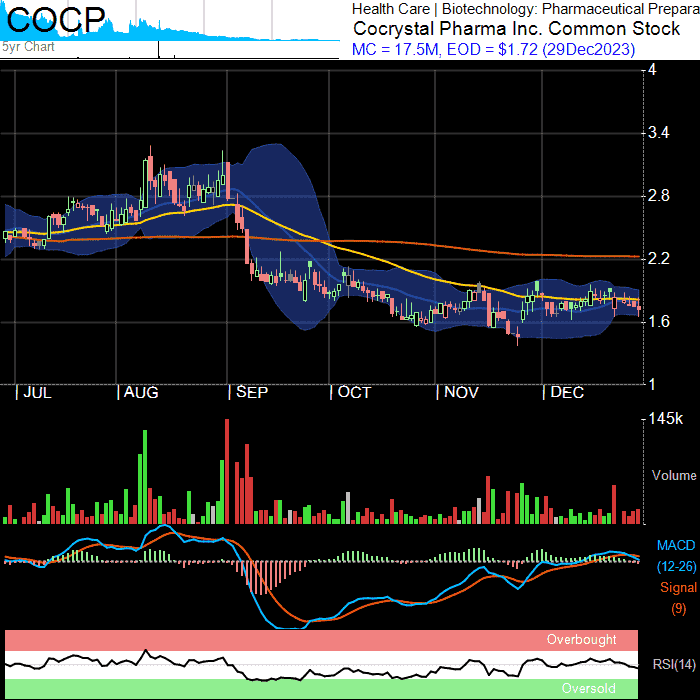 COCP
5yr Chart
Health Care | Biotechnology: Pharmaceutical Prepara
Cocrystal Pharma Inc. Common Stock
MC = 17.5M, EOD = $1.72 (29Dec2023)
4
3.4
2.8
2.2
1.6
1
| JUL | AUG | SEP | OCT | NOV | DEC
145k
Volume
MACD
(12-26)
Signal
(9)
Overbought
RSI(14)
Oversold